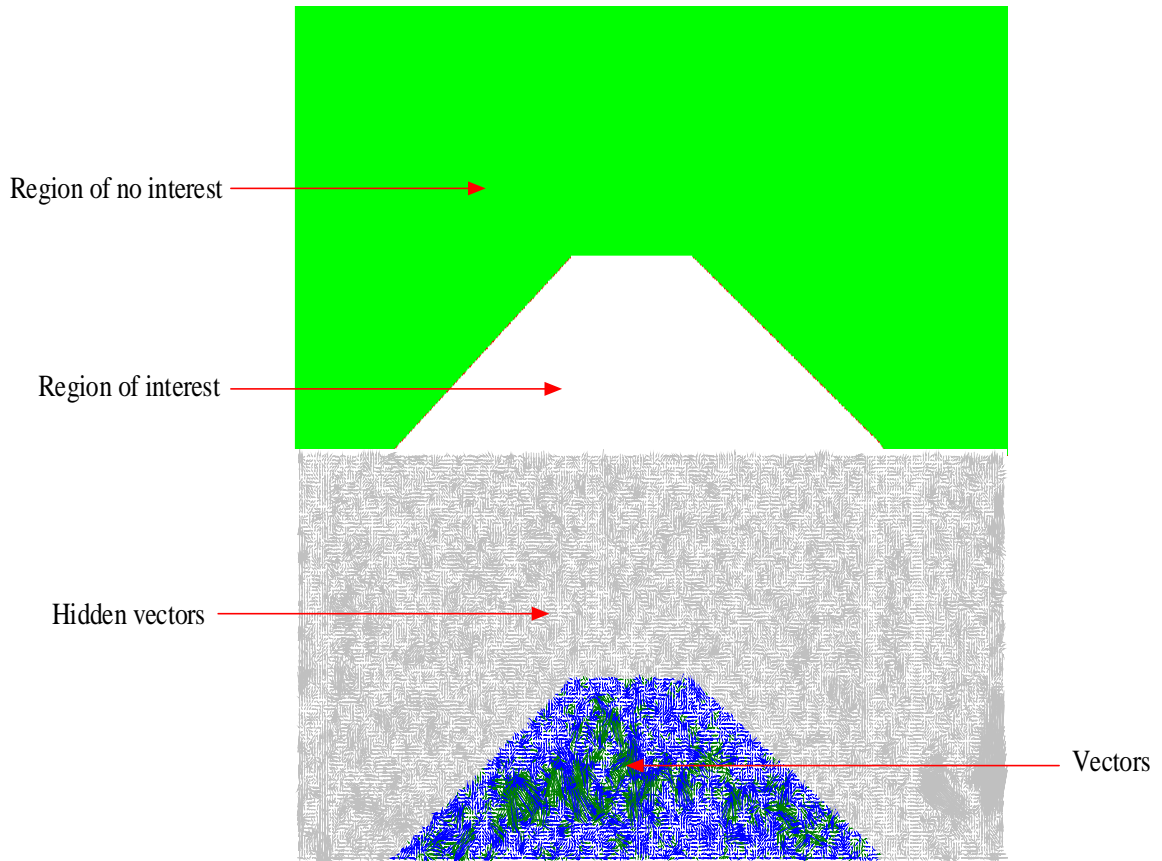 Region of no interest
Region of interest
Hidden vectors
Vectors